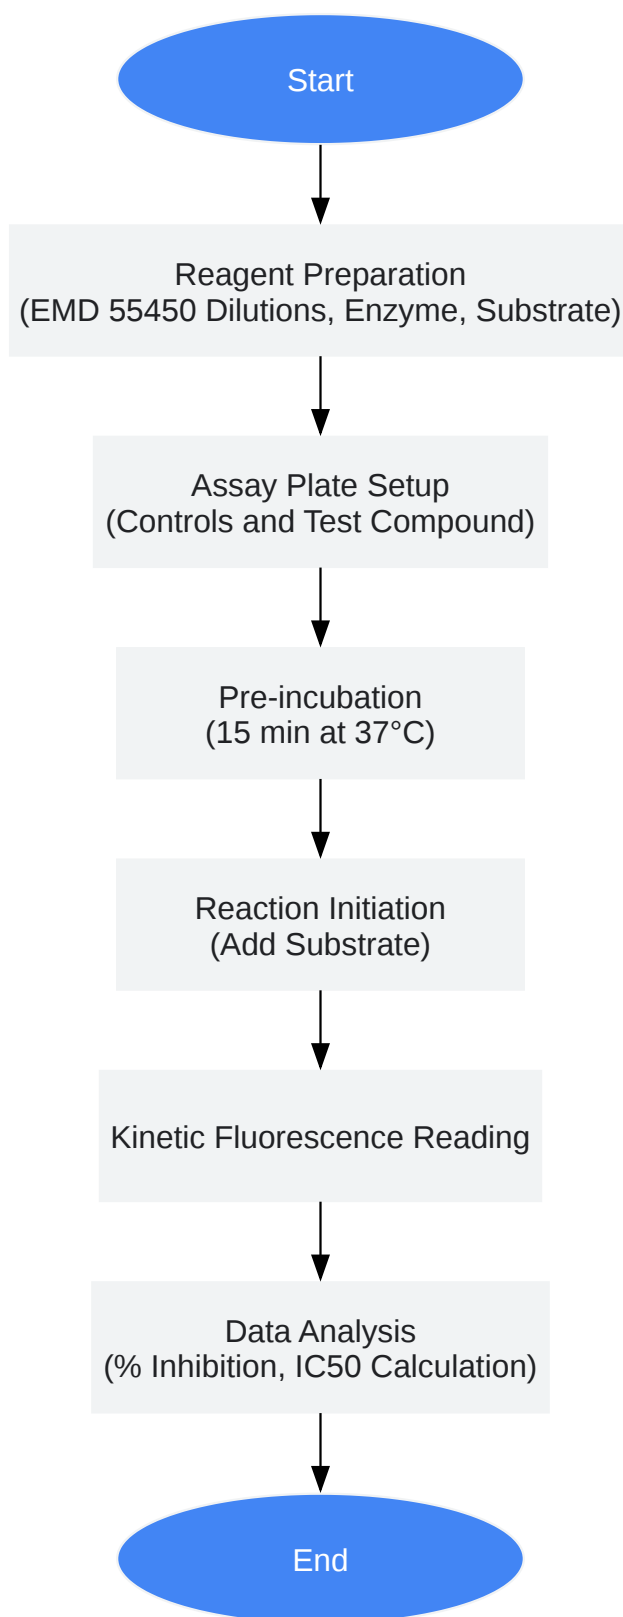 Start
Reagent Preparation
(EMD 55450 Dilutions, Enzyme, Substrate)
Assay Plate Setup
(Controls and Test Compound)
Pre-incubation
(15 min at 37°C)
Reaction Initiation
(Add Substrate)
Kinetic Fluorescence Reading
Data Analysis
(% Inhibition, IC50 Calculation)
End